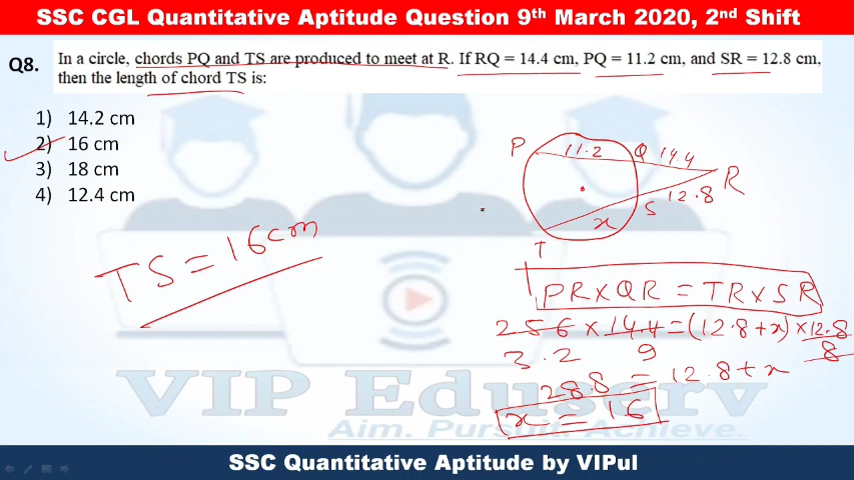 SSC CGL Quantitative Aptitude Question 9th March 2020, 2nd Shift
Q8. In a circle, chords PQ and TS are produced to meet at R. If RQ = 14.4 cm, PQ = 11.2 cm, and SR = 12.8 cm,
then the length of chord TS is:
1) 14.2 cm
2) 16 cm
3) 18 cm
4) 12.4 cm
P 11.2 Q 14.4 R
12.8
S
x
T
TS = 16cm
PR X QR = TR X SR
256 x 14.4 = (12.8+x) x 12.8
3.2 9 8
28.8 = 12.8+x
x = 16
VIP Eduserv
Aim. Pursuit. Achieve.
SSC Quantitative Aptitude by VIPul